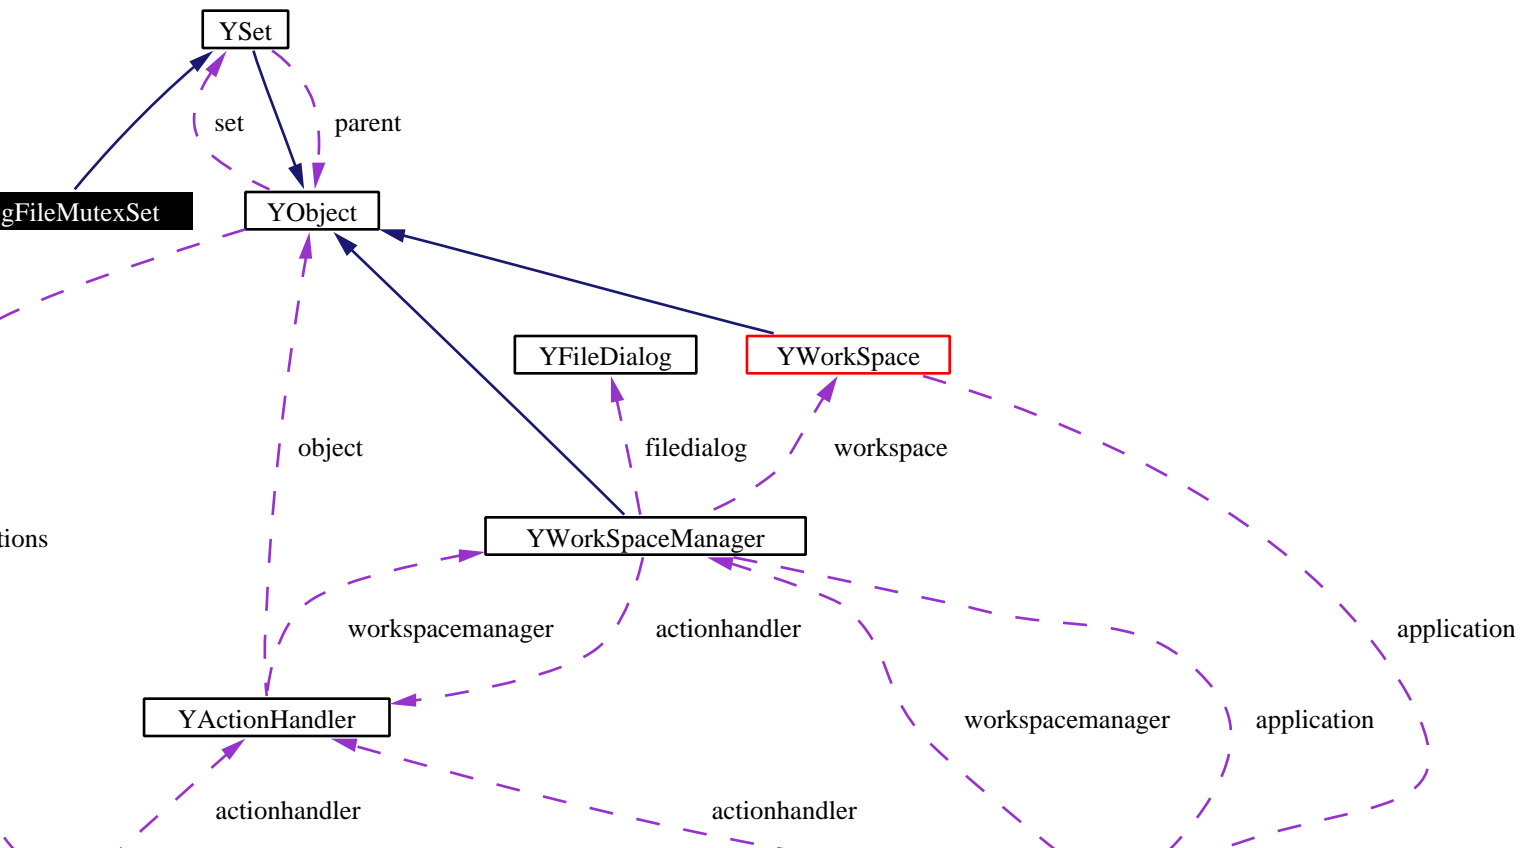 YSet
set
parent
gFileMutexSet
YObject
YFileDialog
YWorkSpace
object
filedialog
workspace
tions
YWorkSpaceManager
workspacemanager
actionhandler
application
YActionHandler
workspacemanager
application
actionhandler
actionhandler